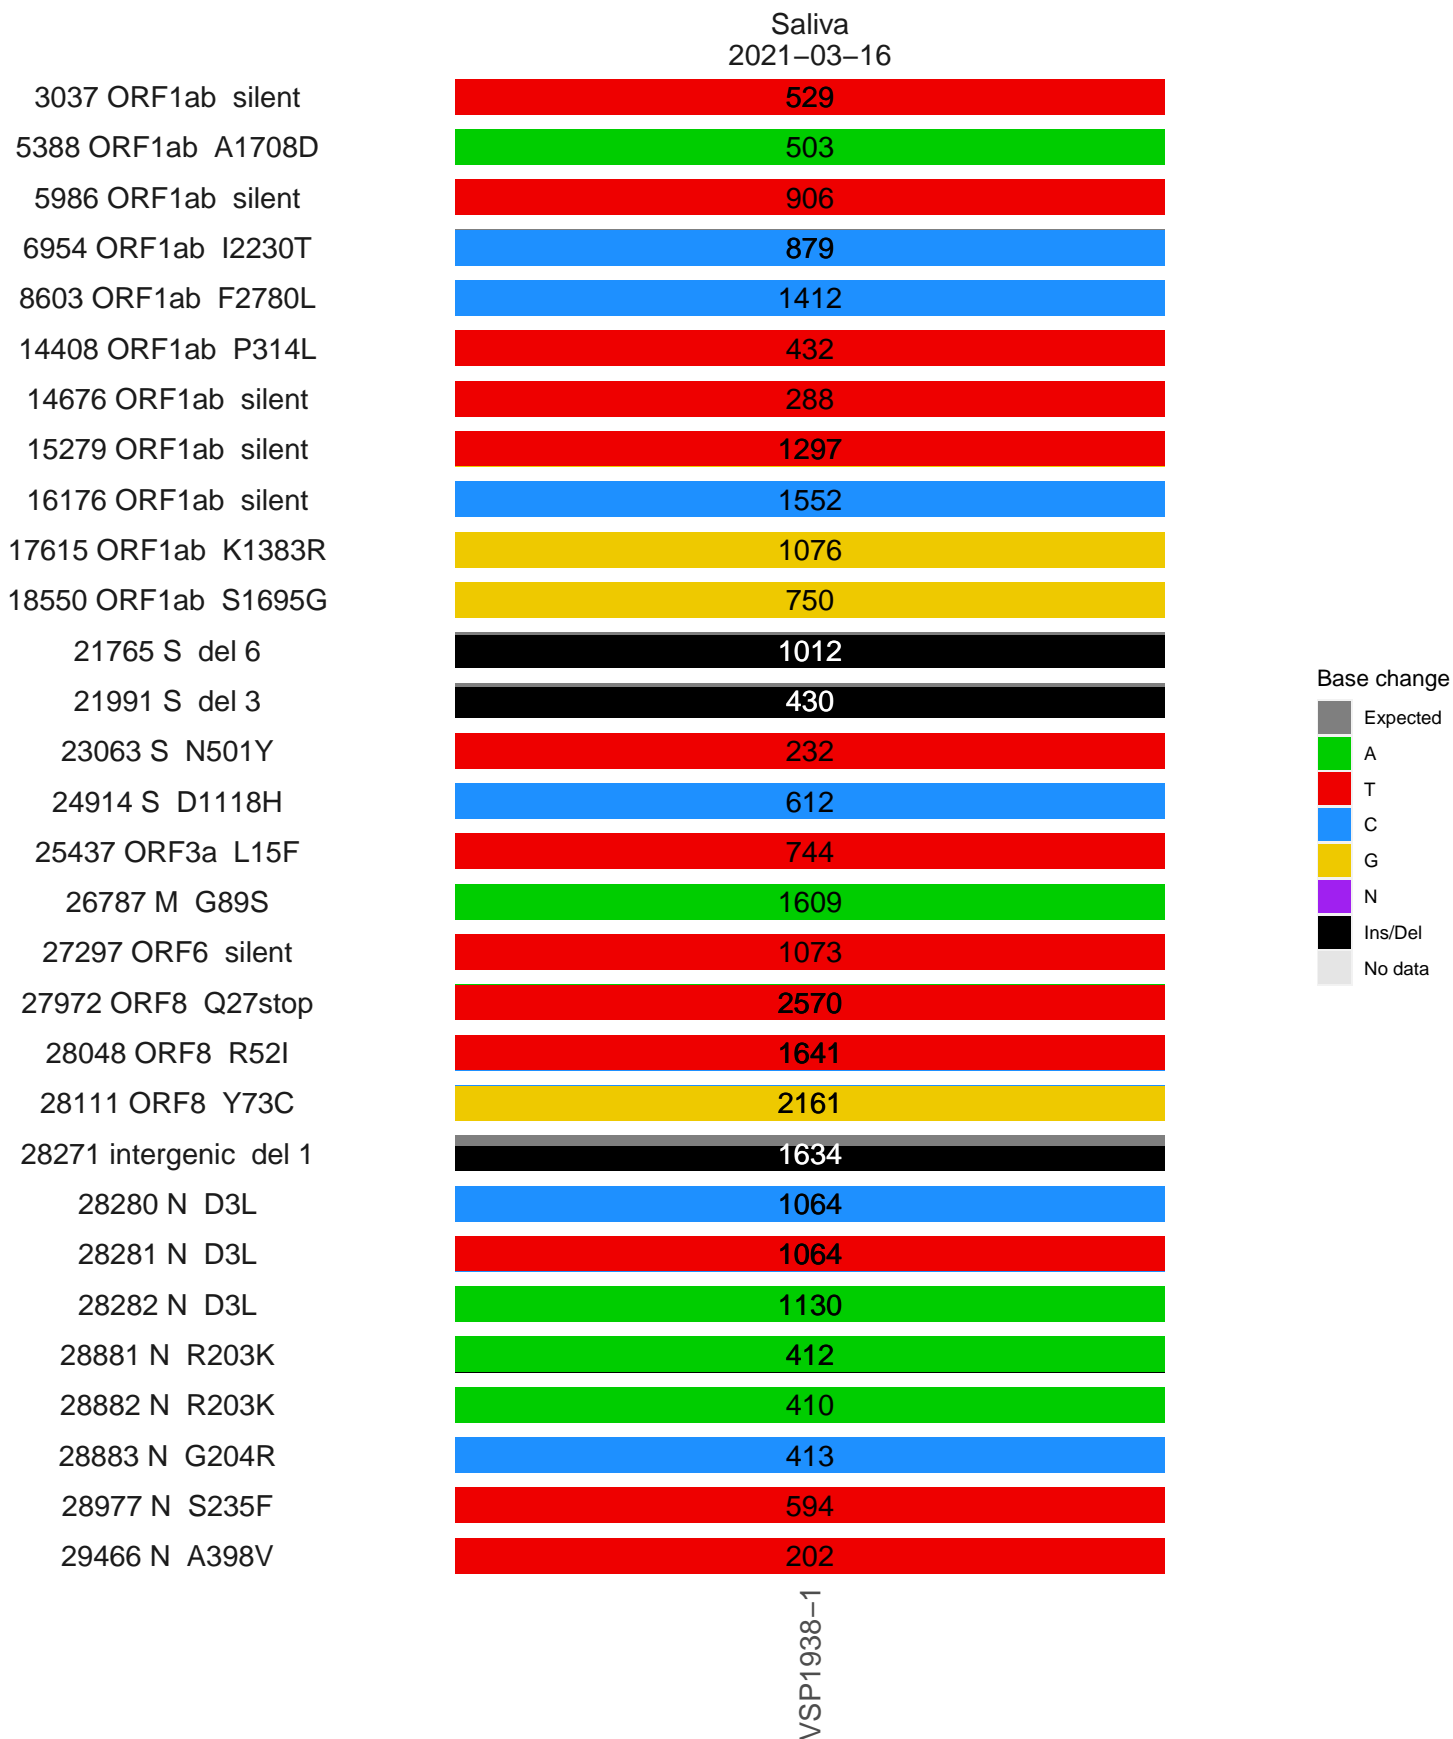 Saliva
2021−03−16
3037 ORF1ab silent 529
5388 ORF1ab A1708D 503
5986 ORF1ab silent 906
6954 ORF1ab I2230T 879
8603 ORF1ab F2780L 1412
14408 ORF1ab P314L 432
14676 ORF1ab silent 288
15279 ORF1ab silent 1297
16176 ORF1ab silent 1552
17615 ORF1ab K1383R 1076
18550 ORF1ab S1695G 750
21765 S del 6 1012
21991 S del 3 430
23063 S N501Y 232
24914 S D1118H 612
25437 ORF3a L15F 744
26787 M G89S 1609
27297 ORF6 silent 1073
27972 ORF8 Q27stop 2570
28048 ORF8 R52I 1641
28111 ORF8 Y73C 2161
28271 intergenic del 1 1634
28280 N D3L 1064
28281 N D3L 1064
28282 N D3L 1130
28881 N R203K 412
28882 N R203K 410
28883 N G204R 413
28977 N S235F 594
29466 N A398V 202
VSP1938−1
Base change
Expected
A
T
C
G
N
Ins/Del
No data